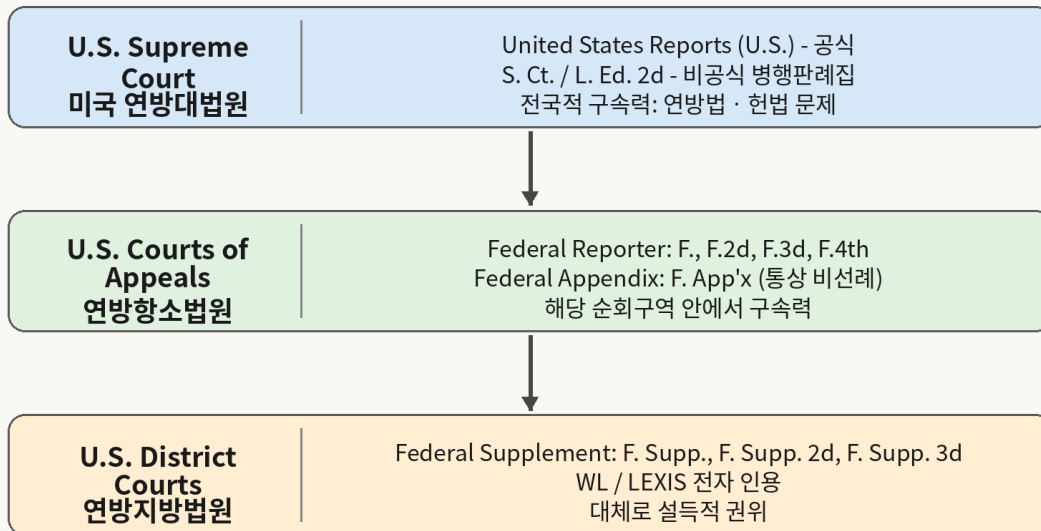 U.S. Supreme
Court
미국 연방대법원
United States Reports (U.S.) - 공식
S. Ct. / L. Ed. 2d - 비공식 병행판례집
전국적 구속력: 연방법 · 헌법 문제
U.S. Courts of
Appeals
연방항소법원
Federal Reporter: F., F.2d, F.3d, F.4th
Federal Appendix: F. App'x (통상 비선례)
해당 순회구역 안에서 구속력
U.S. District
Courts
연방지방법원
Federal Supplement: F. Supp., F. Supp. 2d, F. Supp. 3d
WL / LEXIS 전자 인용
대체로 설득적 권위